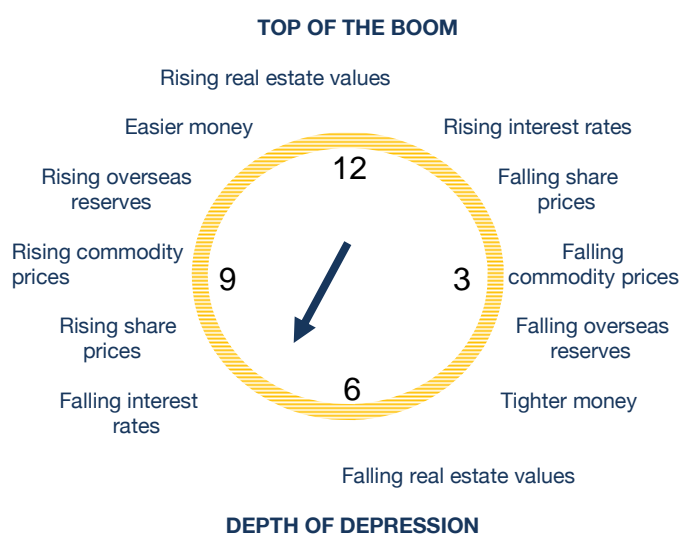 TOP OF THE BOOM
Rising real estate values
Easier money
Rising interest rates
12
Rising overseas
reserves
Falling share
prices
Rising commodity
prices
9
3
Falling
commodity prices
Rising share
prices
Falling overseas
reserves
6
Falling interest
rates
Tighter money
Falling real estate values
DEPTH OF DEPRESSION